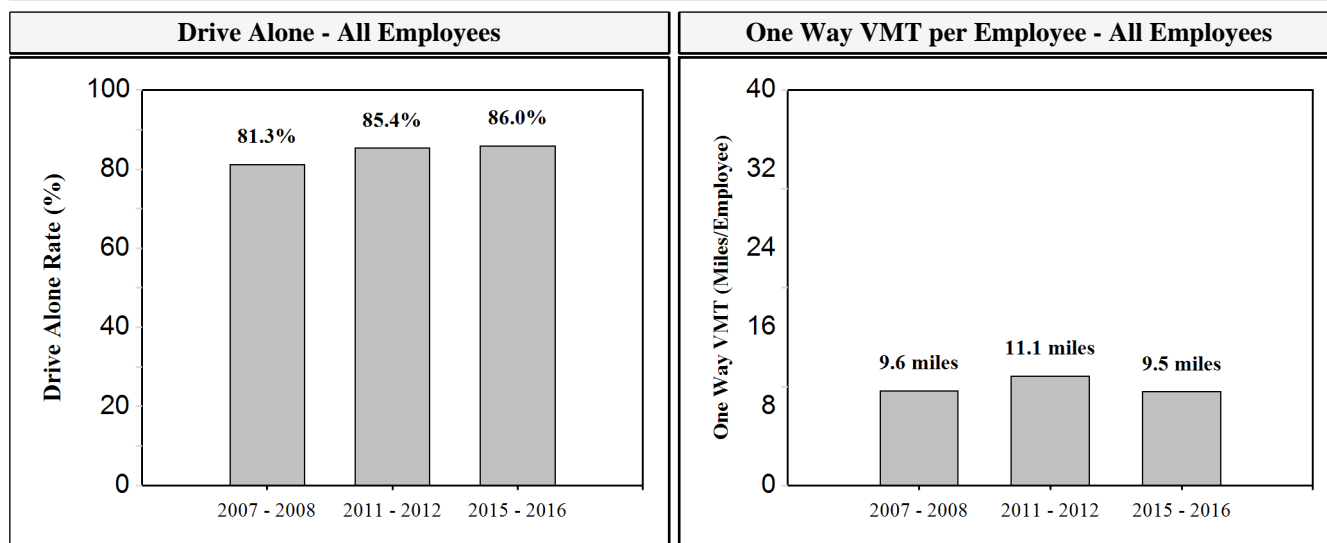 Drive Alone - All Employees
One Way VMT per Employee - All Employees
Drive Alone Rate (%)
100
80
60
40
20
0
81.3%
85.4%
86.0%
2007 - 2008
2011 - 2012
2015 - 2016
One Way VMT (Miles/Employee)
40
32
24
16
8
0
9.6 miles
11.1 miles
9.5 miles
2007 - 2008
2011 - 2012
2015 - 2016